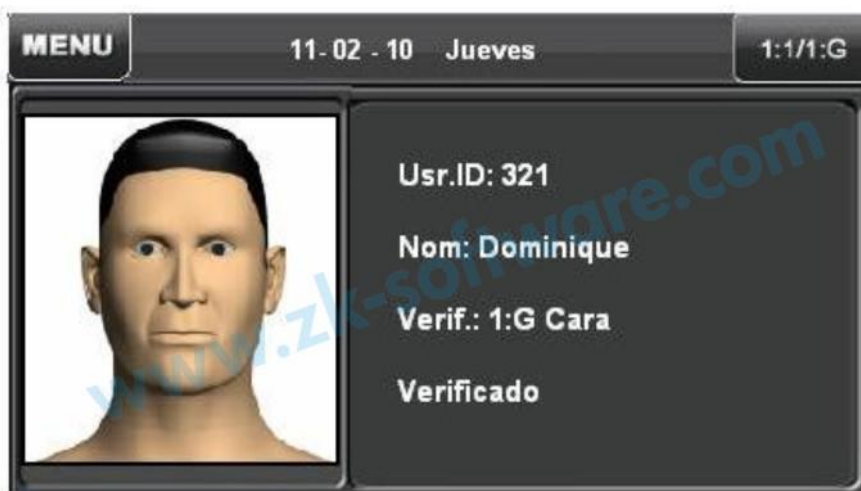 MENU
11-02-10 Jueves
1:1/1:G
Usr.ID: 321
Nom: Dominique
Verif.: 1:G Cara
Verificado
www.zk-software.com